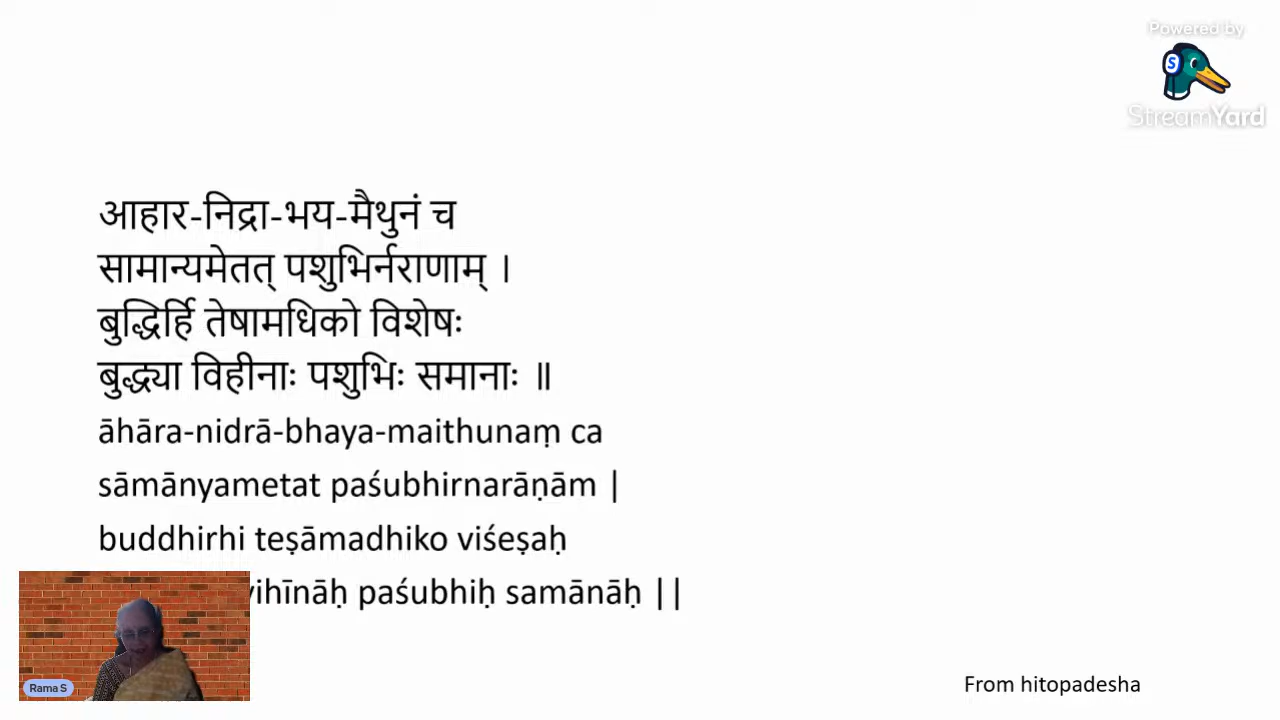 Powered by
StreamYard
आहार-निद्रा-भय-मैथुनं च
सामान्यमेतत् पशुभिर्नराणाम् ।
बुद्धिर्हि तेषामधिको विशेषः
बुद्ध्या विहीनाः पशुभिः समानाः ॥
āhāra-nidrā-bhaya-maithunaṃ ca
sāmānyametat paśubhirnarāṇām |
buddhirhi teṣāmadhiko viśeṣaḥ
vihīnāḥ paśubhiḥ samānāḥ ||
Rama S
From hitopadesha